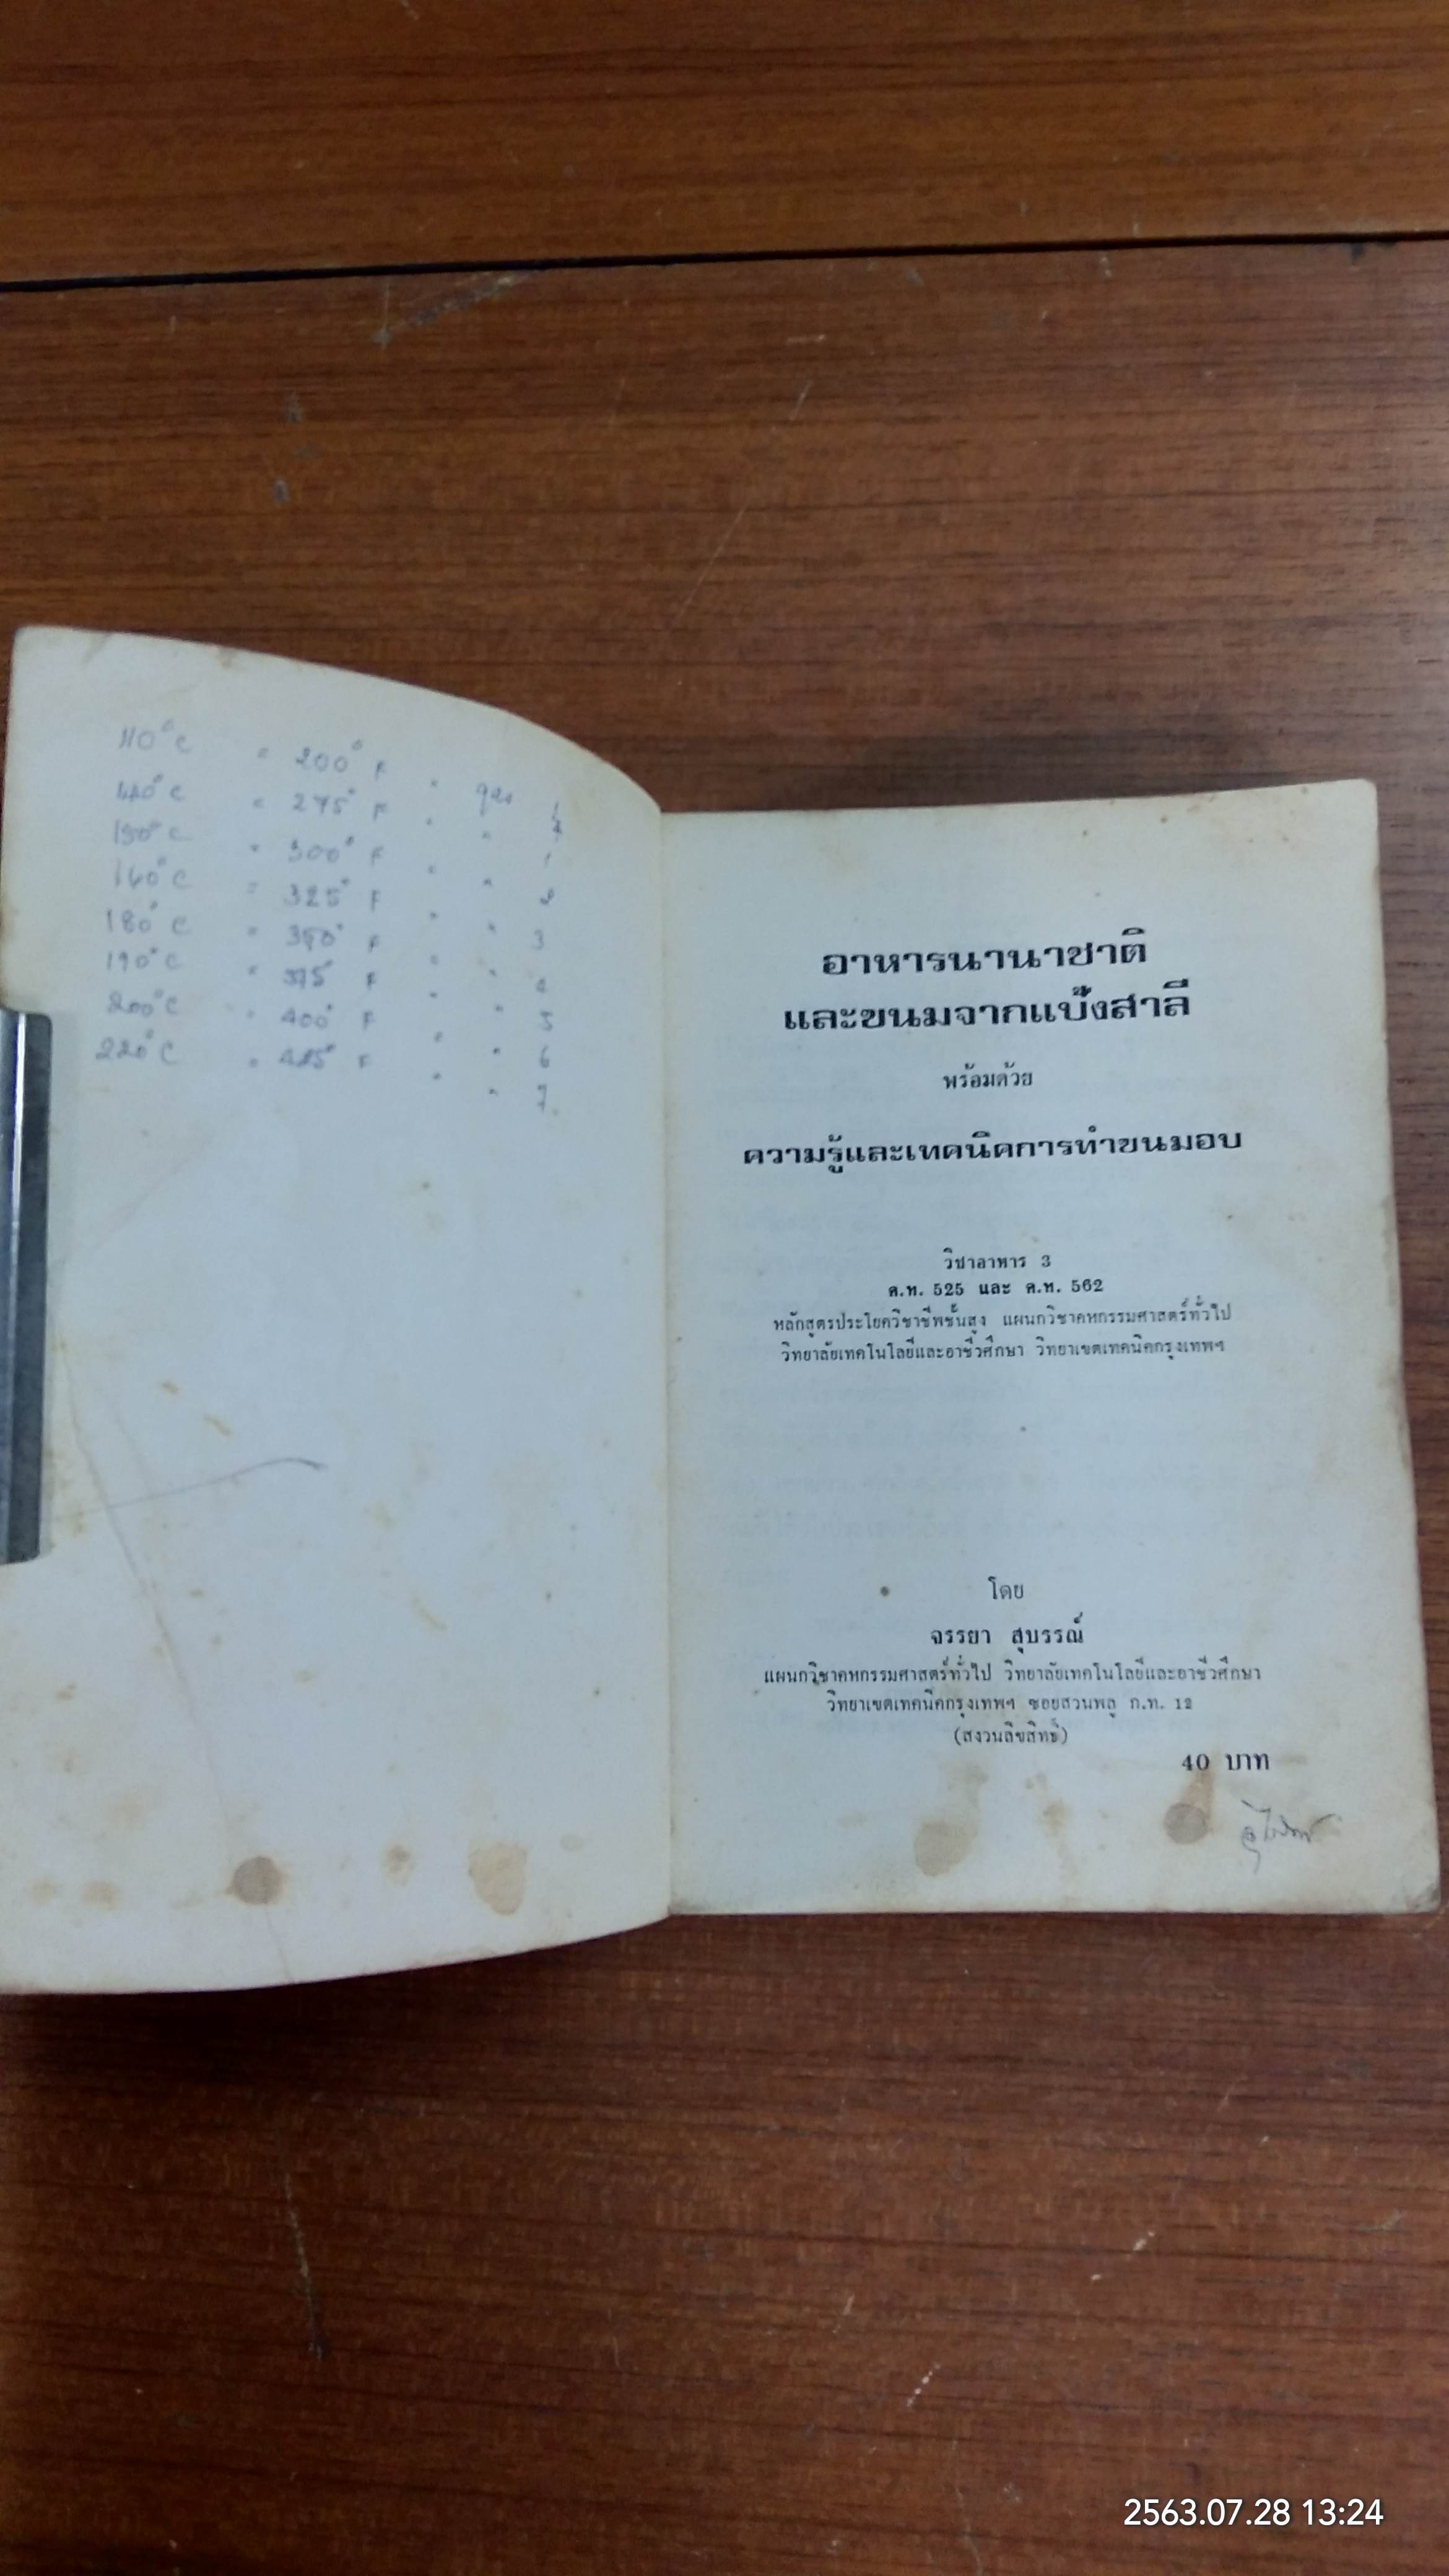 110°C = 200° F
140°C = 275° F " "
150°C = 300° F " " 1
160°C = 325° F " " 2
180°C = 350° F " " 3
190°C = 375° F " " 4
200°C = 400° F " " 5
220°C = 425° F " " 6
" 7
อาหารนานาชาติ
และขนมจากแป้งสาลี
พร้อมด้วย
ความรู้และเทคนิคการทำขนมอบ
วิชาอาหาร 3
ค.ท. 525 และ ค.ท. 562
หลักสูตรประโยควิชาชีพชั้นสูง แผนกวิชาคหกรรมศาสตร์ทั่วไป
วิทยาลัยเทคโนโลยีและอาชีวศึกษา วิทยาเขตเทคนิคกรุงเทพฯ
โดย
จรรยา สุบรรณ์
แผนกวิชาคหกรรมศาสตร์ทั่วไป วิทยาลัยเทคโนโลยีและอาชีวศึกษา
วิทยาเขตเทคนิคกรุงเทพฯ ซอยสวนพลู ก.ท. 12
(สงวนลิขสิทธิ์)
40 บาท
2563.07.28 13:24